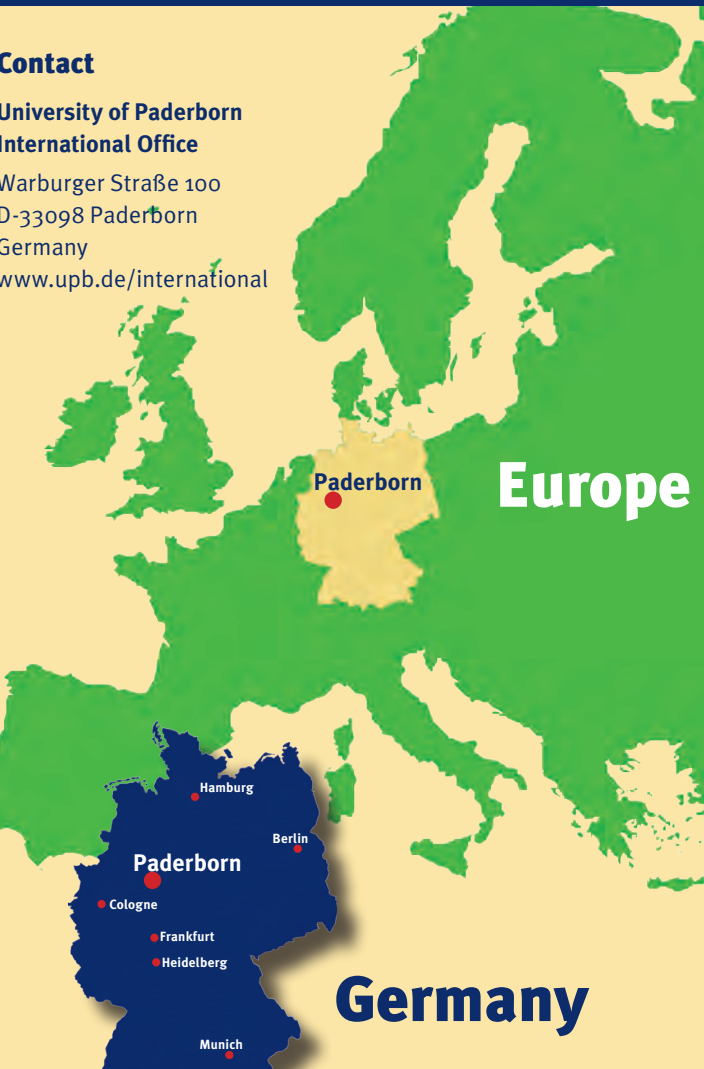 Contact
University of Paderborn
International Office
Warburger Straße 100
D-33098 Paderborn
Germany
www.upb.de/international
Paderborn
Europe
Hamburg
Berlin
Paderborn
Cologne
Frankfurt
Heidelberg
Germany
Munich